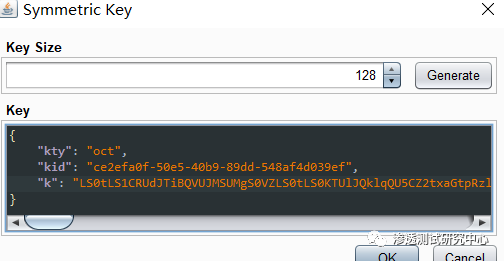 Symmetric Key
Key Size
128
Generate
Key
{
"kty": "oct",
"kid": "ce2efa0f-50e5-40b9-89dd-548af4d039ef",
"k": "LS0tLS1CRUdJTiBQVUJMSUMgS0VZLS0tLS0KTUlJQklqQU5CZ2txaGtpRzl
}
渗透测试研究中心
OK
Cancel